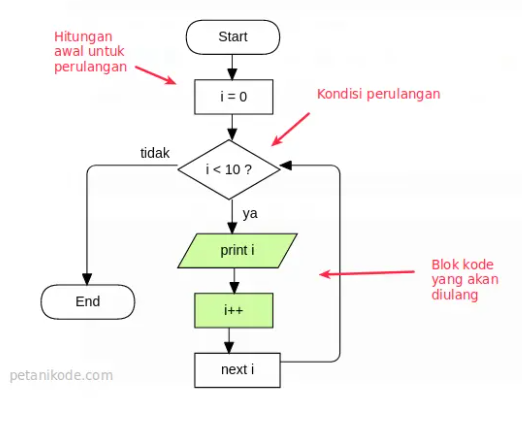 Hitungan
awal untuk
perulangan
Start
i = 0
Kondisi perulangan
tidak
i < 10 ?
ya
print i
Blok kode
yang akan
diulang
End
i++
next i
petanikode.com